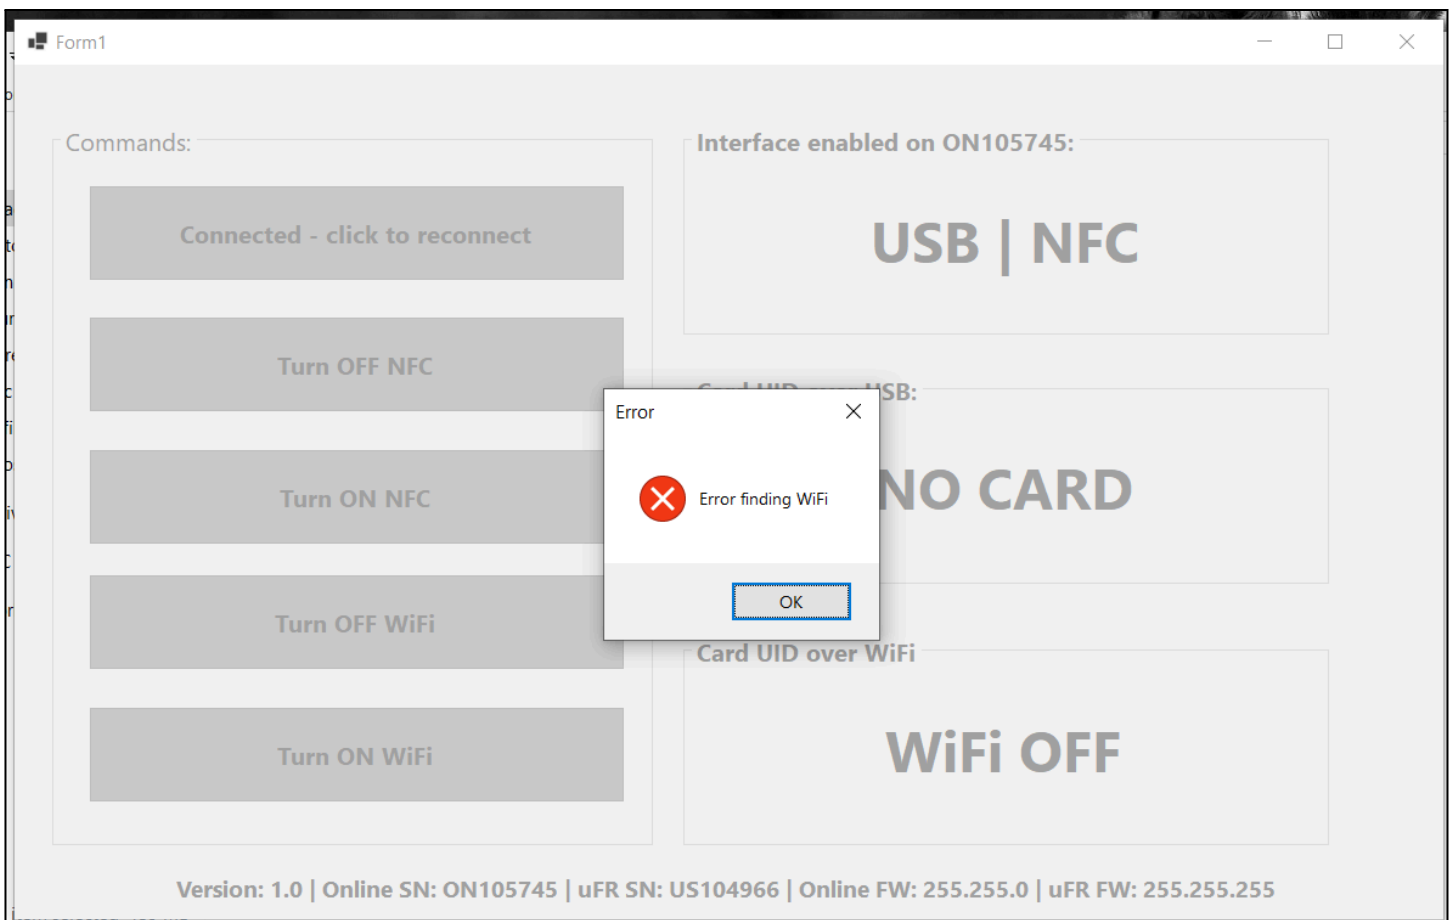 Form1
Commands:
Connected - click to reconnect
Turn OFF NFC
Turn ON NFC
Turn OFF WiFi
Turn ON WiFi
Interface enabled on ON105745:
USB | NFC
SB:
NO CARD
Card UID over WiFi
WiFi OFF
Error
Error finding WiFi
OK
Version: 1.0 | Online SN: ON105745 | uFR SN: US104966 | Online FW: 255.255.0 | uFR FW: 255.255.255